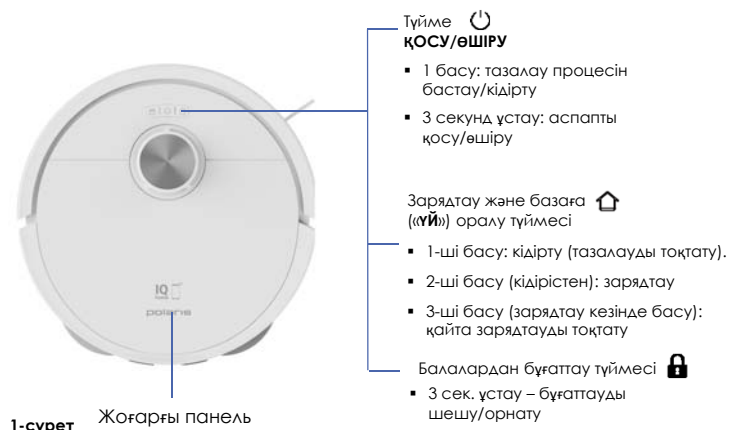 Түйме
ҚОСУ/ӨШІРУ
▪ 1 басу: тазалау процесін
бастау/кідірту
▪ 3 секунд ұстау: аспапты
қосу/өшіру
Зарядтау және базаға
(«ҮЙ») оралу түймесі
▪ 1-ші басу: кідірту (тазалауды тоқтату).
▪ 2-ші басу (кідірістен): зарядтау
▪ 3-ші басу (зарядтау кезінде басу):
қайта зарядтауды тоқтату
Балалардан бұғаттау түймесі
▪ 3 сек. ұстау – бұғаттауды
шешу/орнату
IQ
polaris
1-сурет
Жоғарғы панель